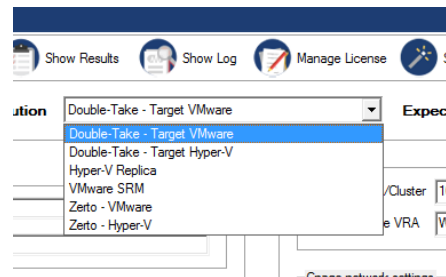 Show Results
Show Log
Manage License
ution
Double-Take - Target VMware
Expec
Double-Take - Target VMware
Double-Take - Target Hyper-V
Hyper-V Replica
VMware SRM
Zerto - VMware
Zerto - Hyper-V
/Cluster
e VRA